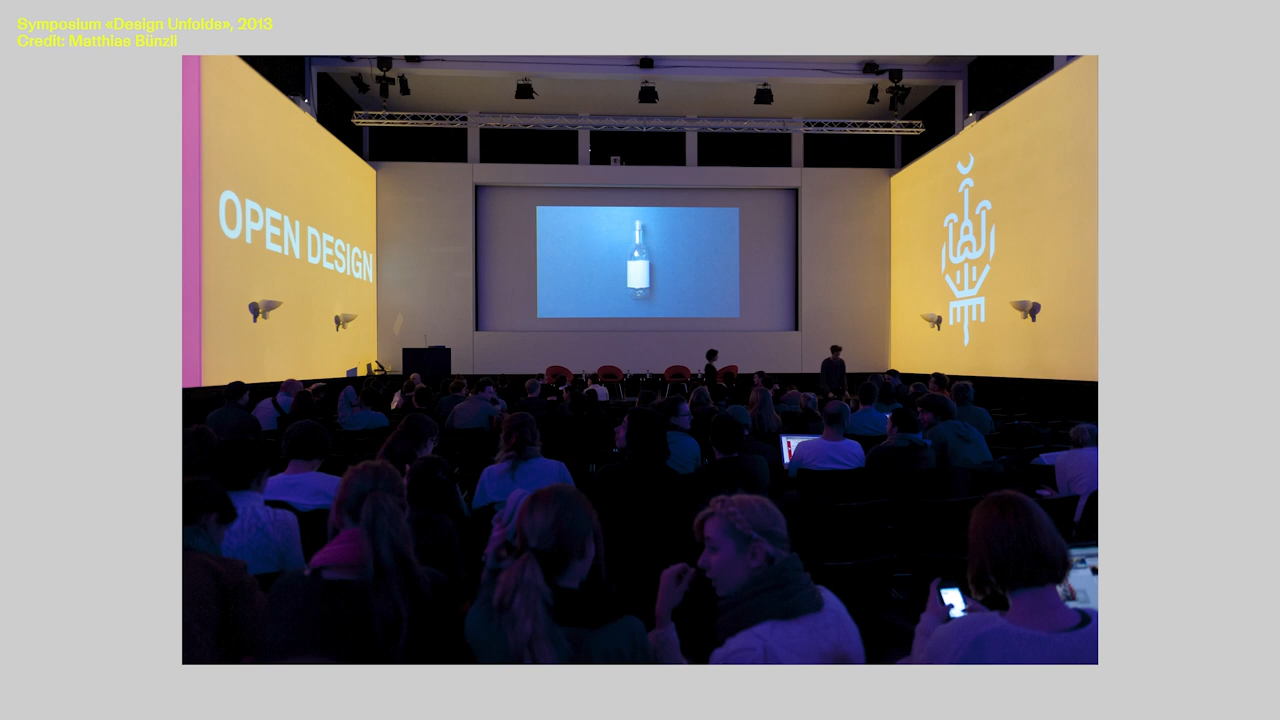 Symposium «Design Unfolds», 2013
Credit: Matthias Bünzli
OPEN DESIGN